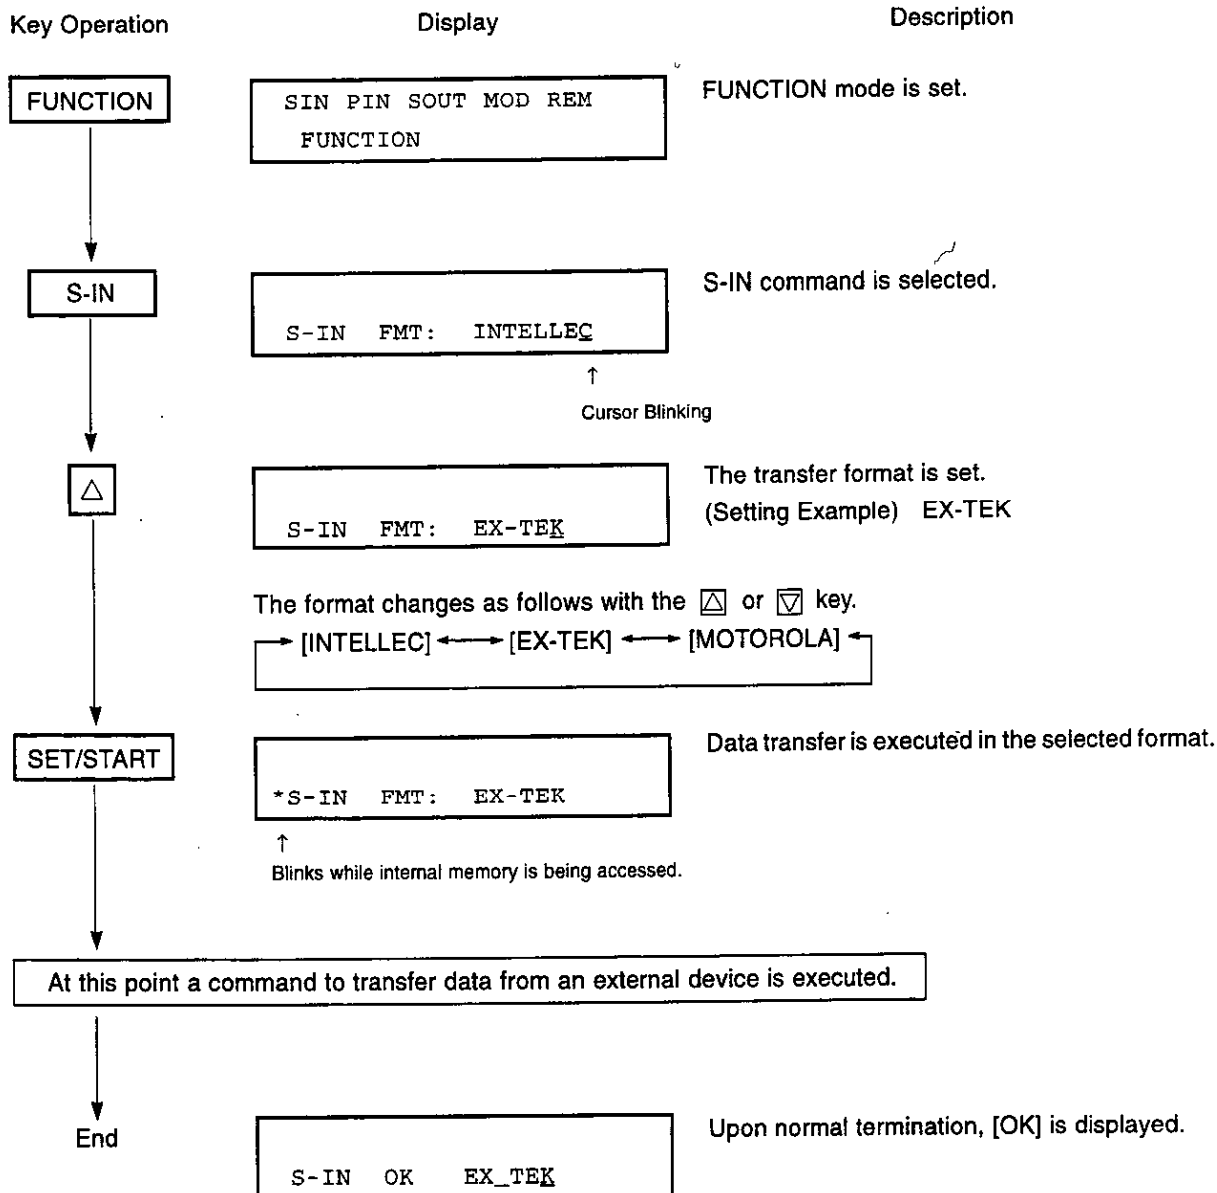 Key Operation Display Description
FUNCTION
SIN PIN SOUT MOD REM
FUNCTION
FUNCTION mode is set.
S-IN
S-IN FMT: INTELLEC
S-IN command is selected.
↑
Cursor Blinking
△
S-IN FMT: EX-TEK
The transfer format is set.
(Setting Example) EX-TEK
The format changes as follows with the △ or ▽ key.
[INTELLEC] ↔ [EX-TEK] ↔ [MOTOROLA]
SET/START
*S-IN FMT: EX-TEK
Data transfer is executed in the selected format.
↑
Blinks while internal memory is being accessed.
At this point a command to transfer data from an external device is executed.
End
S-IN OK EX_TEK
Upon normal termination, [OK] is displayed.